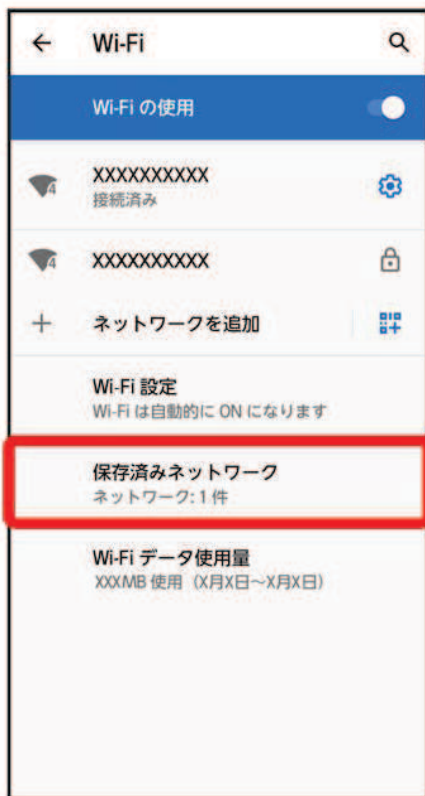 Wi-Fi
Wi-Fi の使用
XXXXXXXXXX
接続済み
XXXXXXXXXX
ネットワークを追加
Wi-Fi 設定
Wi-Fi は自動的に ON になります
保存済みネットワーク
ネットワーク: 1 件
Wi-Fi データ使用量
XXXMB 使用（X月X日～X月X日）